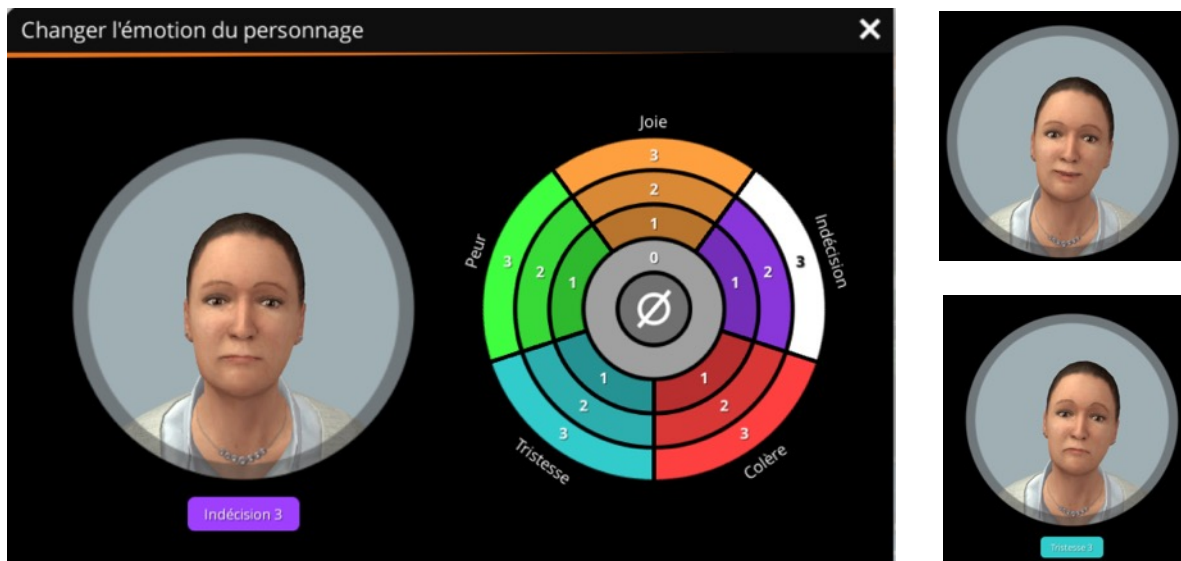 Changer l'émotion du personnage
Joie
3
2
1
0
Peur
3
2
1
Indécision
1
2
3
Tristesse
1
2
3
Colère
1
2
3
Indécision 3
Tristesse 3